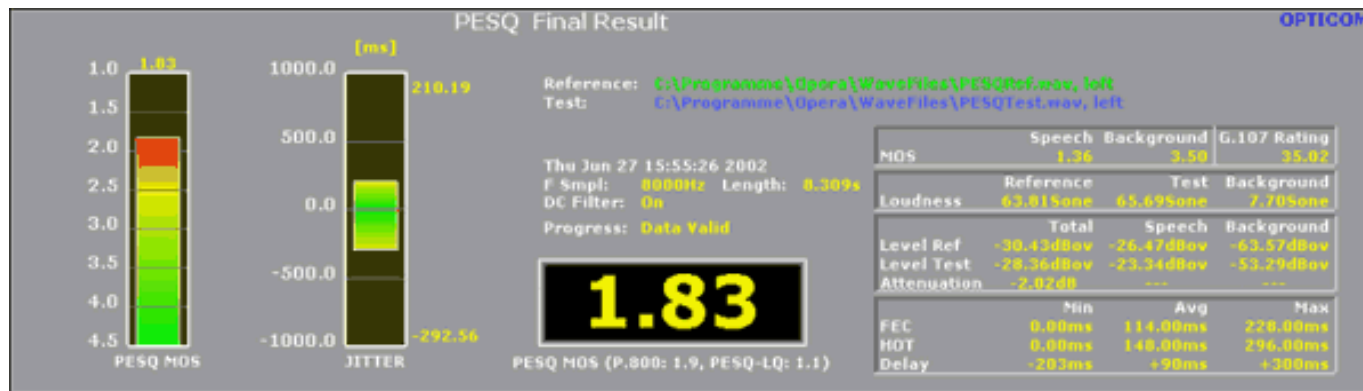 PESQ Final Result
OPTICOM
[ms]
1.83
1.0
1.5
2.0
2.5
3.0
3.5
4.0
4.5
PESQ MOS
1000.0
500.0
0.0
-500.0
-1000.0
210.19
-292.56
JITTER
Reference: C:\Programme\Opera\WaveFiles\PESQRef.wav, left
Test: C:\Programme\Opera\WaveFiles\PESQTest.wav, left
Thu Jun 27 15:55:26 2002
F Smpl: 8000Hz Length: 8.309s
DC Filter: On
Progress: Data Valid
1.83
PESQ MOS (P.800: 1.9, PESQ-LQ: 1.1)
Speech Background G.107 Rating
MOS 1.36 3.50 35.02
Reference Test Background
Loudness 63.81Sone 65.69Sone 7.70Sone
Total Speech Background
Level Ref -30.43dBov -26.47dBov -63.57dBov
Level Test -28.36dBov -23.34dBov -53.29dBov
Attenuation -2.02dB --- ---
Min Avg Max
FEC 0.00ms 114.00ms 228.00ms
HOT 0.00ms 148.00ms 296.00ms
Delay -203ms +90ms +300ms